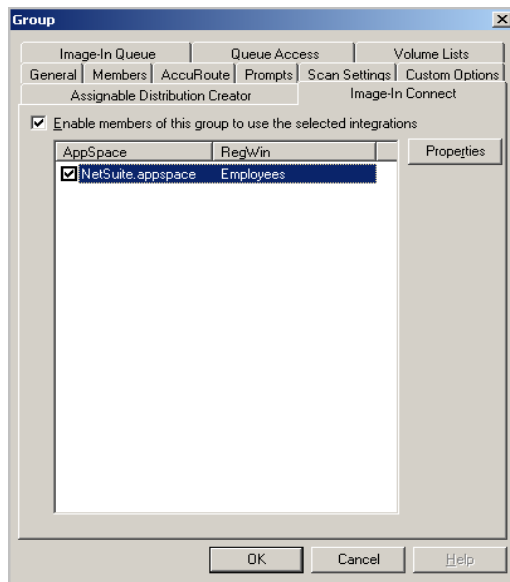 Group
Image-In Queue Queue Access Volume Lists
General Members AccuRoute Prompts Scan Settings Custom Options
Assignable Distribution Creator Image-In Connect
Enable members of this group to use the selected integrations
AppSpace RegWin Properties
NetSuite.appspace Employees
OK Cancel Help